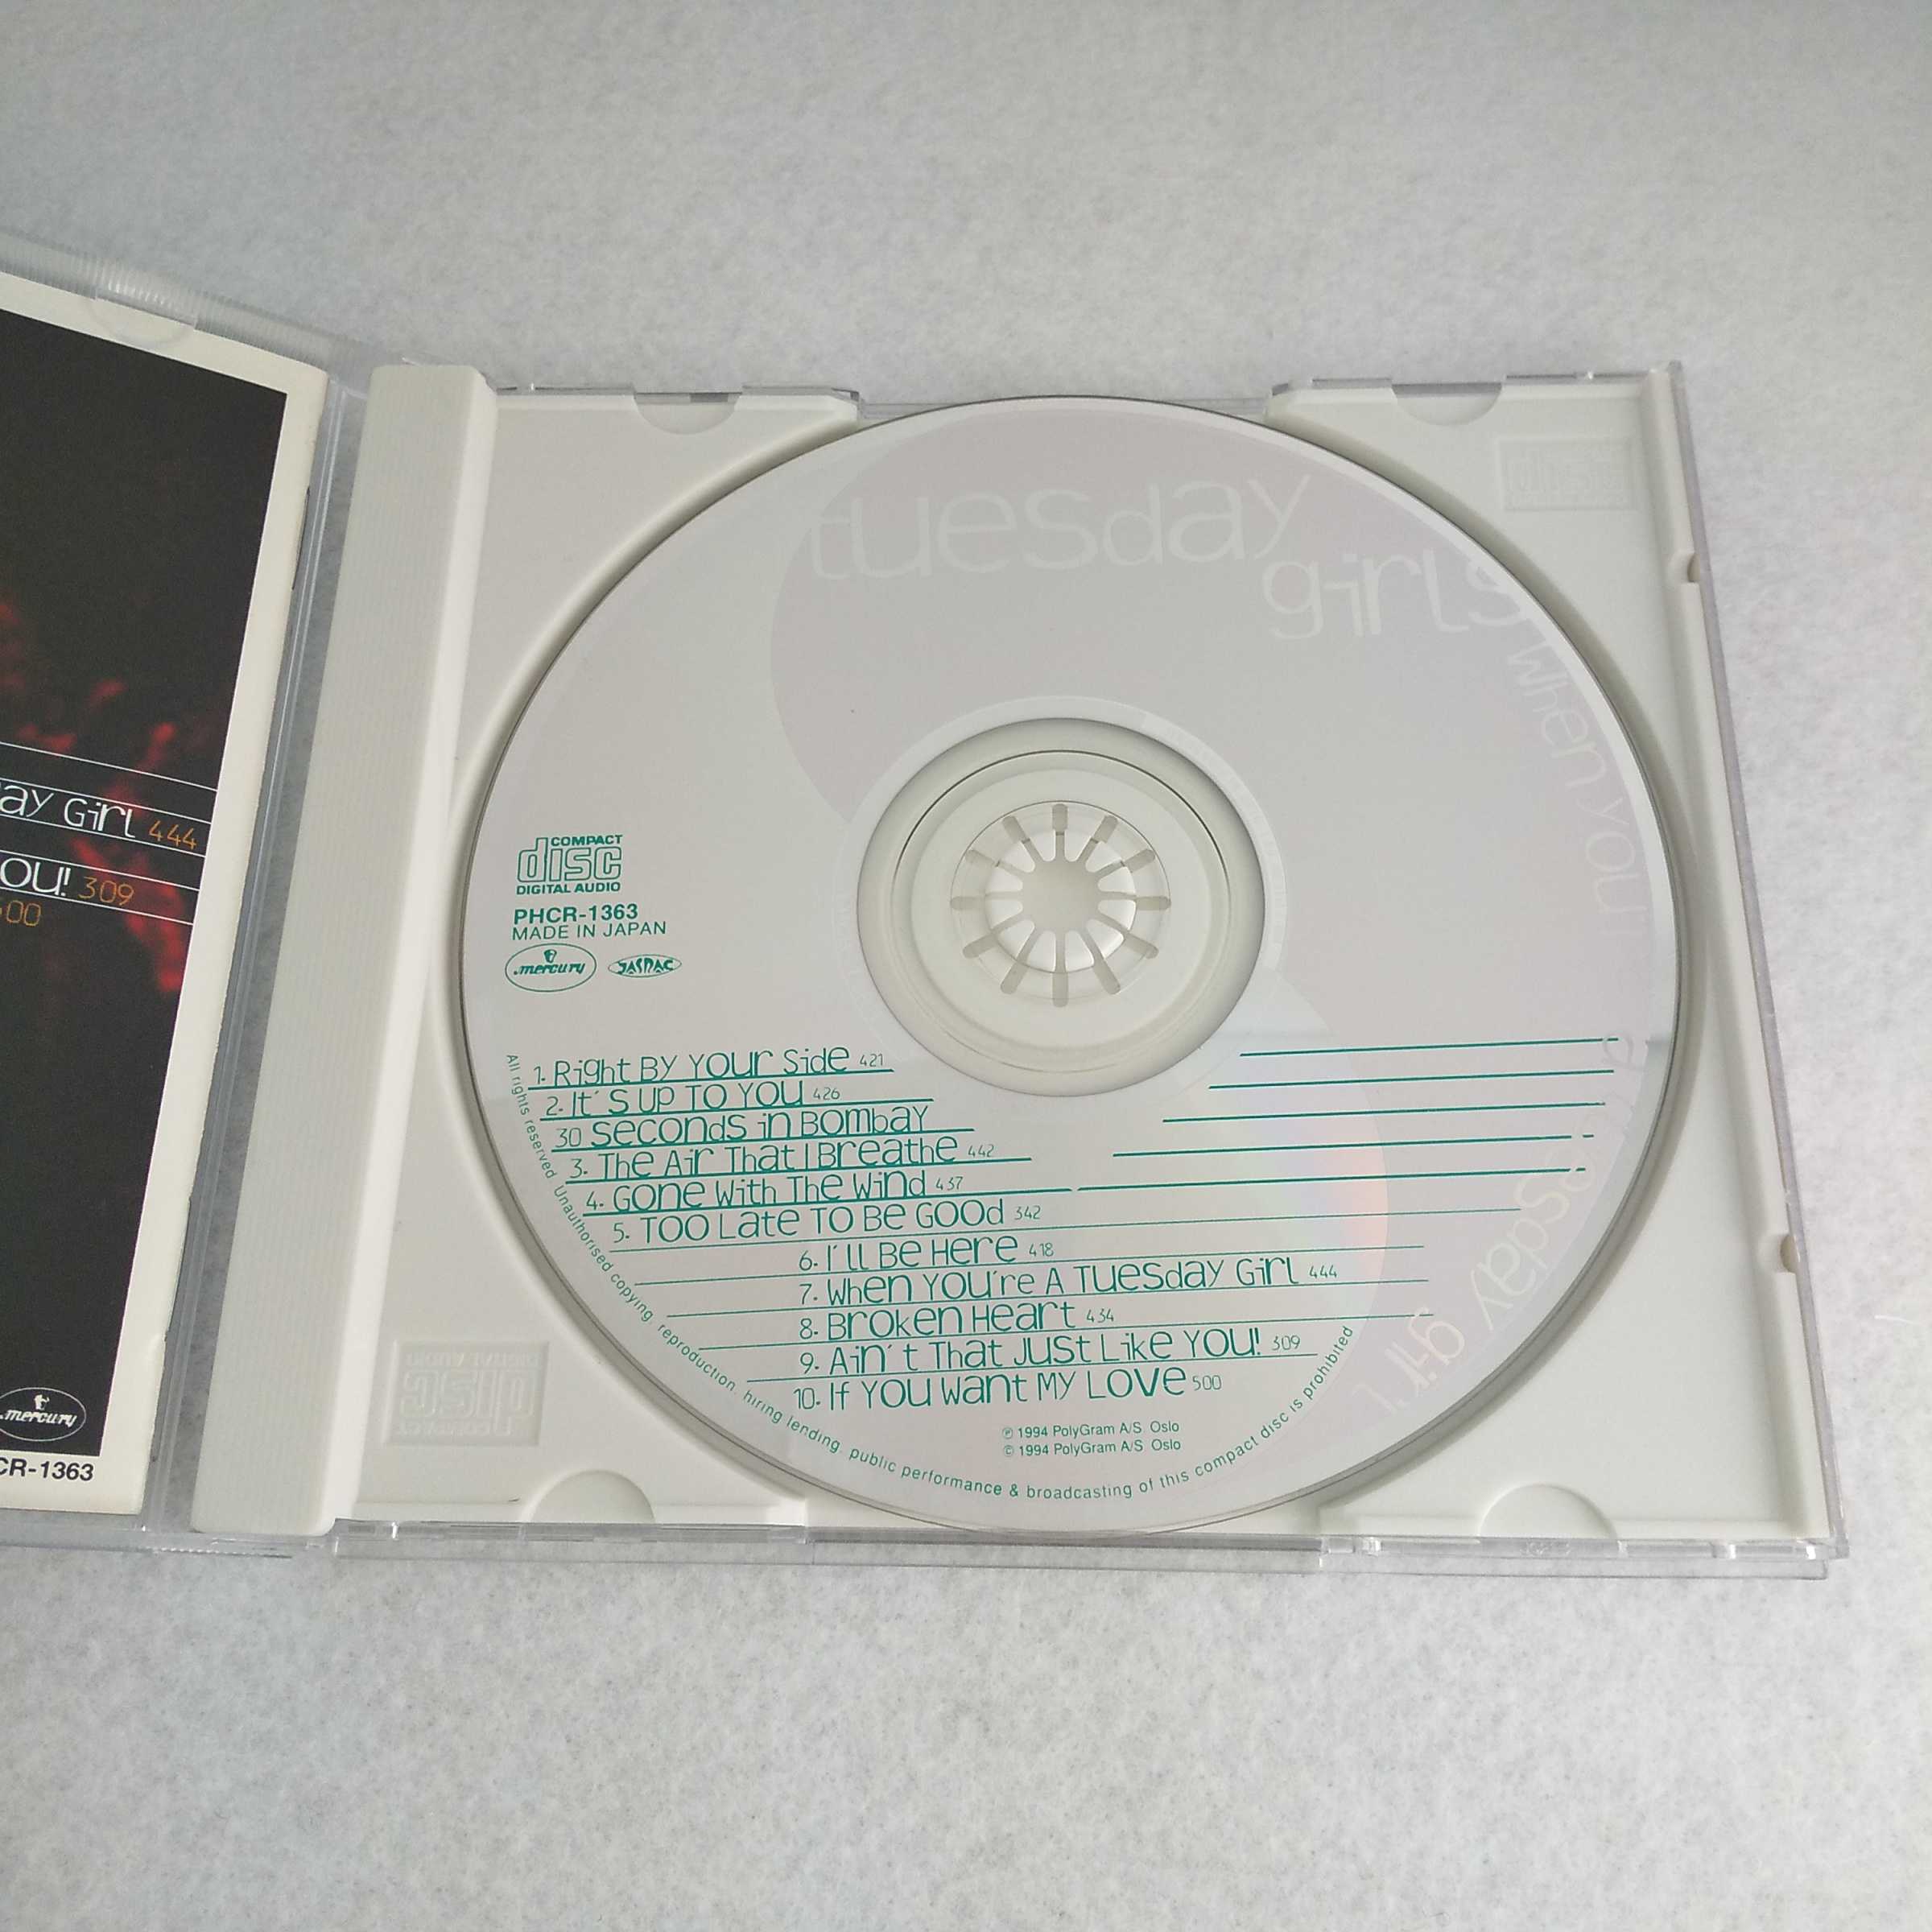 tuesday
girls
when you
COMPACT
disc
DIGITAL AUDIO
PHCR-1363
MADE IN JAPAN
mercury
JASRAC
1. Right By Your Side 421
2. It's Up To You 426
30 Seconds in Bombay
3. The Air That I Breathe 442
4. Gone With The Wind 437
5. Too Late To Be Good 342
6. I'll Be Here 418
7. When You're A Tuesday Girl 444
8. Broken Heart 434
9. Ain't That Just Like You! 309
10. If You Want My Love 500
℗ 1994 PolyGram A/S Oslo
© 1994 PolyGram A/S Oslo
All rights reserved. Unauthorised copying, reproduction, hiring lending, public performance & broadcasting of this compact disc is prohibited
ay Girl 444
ou! 309
00
mercury
CR-1363
disc